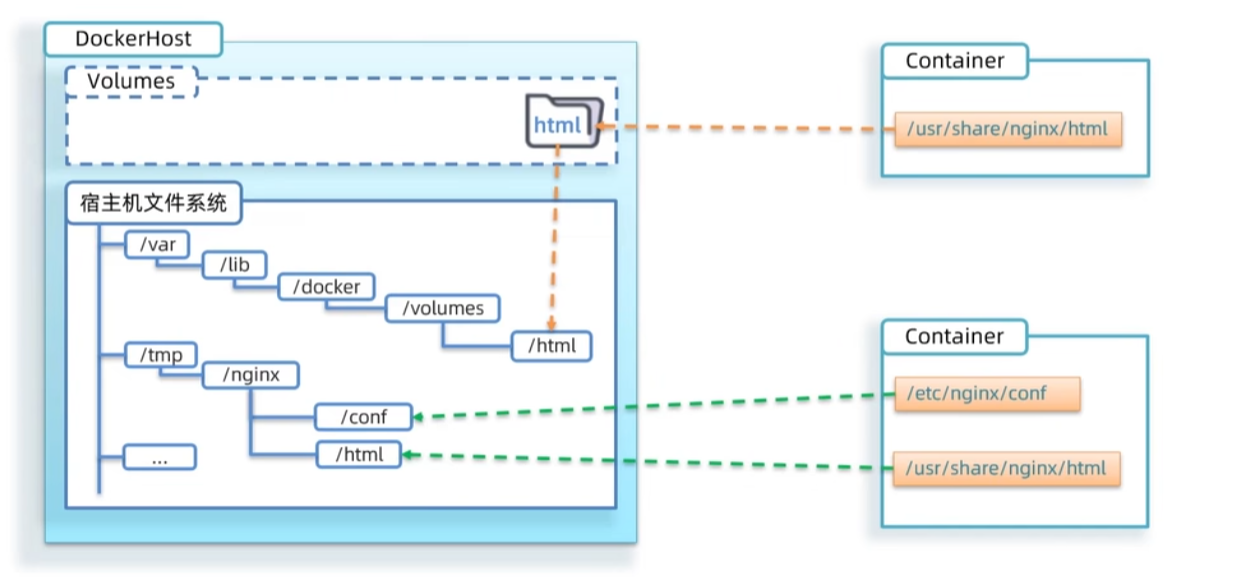 DockerHost
Volumes
html
宿主机文件系统
/var
/lib
/docker
/volumes
/html
/tmp
/nginx
/conf
/html
...
Container
/usr/share/nginx/html
Container
/etc/nginx/conf
/usr/share/nginx/html